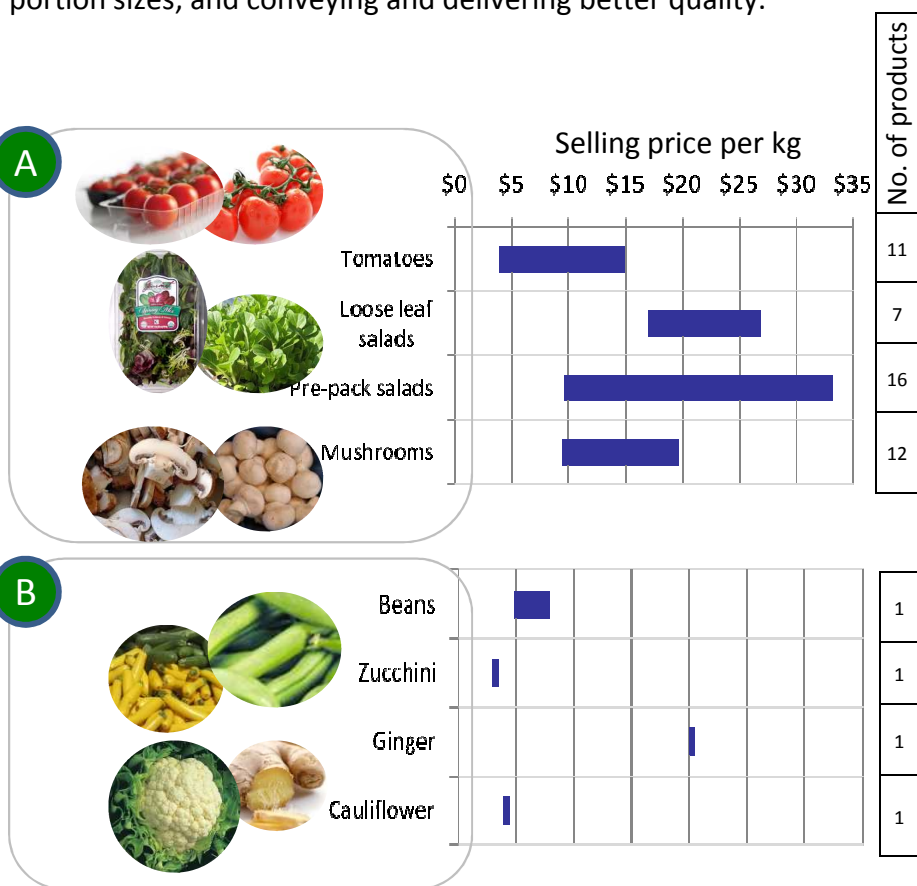 portion sizes, and conveying and delivering better quality.
No. of products
A
Selling price per kg
$0 $5 $10 $15 $20 $25 $30 $35
Tomatoes
11
Loose leaf
salads
7
Pre-pack salads
16
Mushrooms
12
B
Beans
1
Zucchini
1
Ginger
1
Cauliflower
1